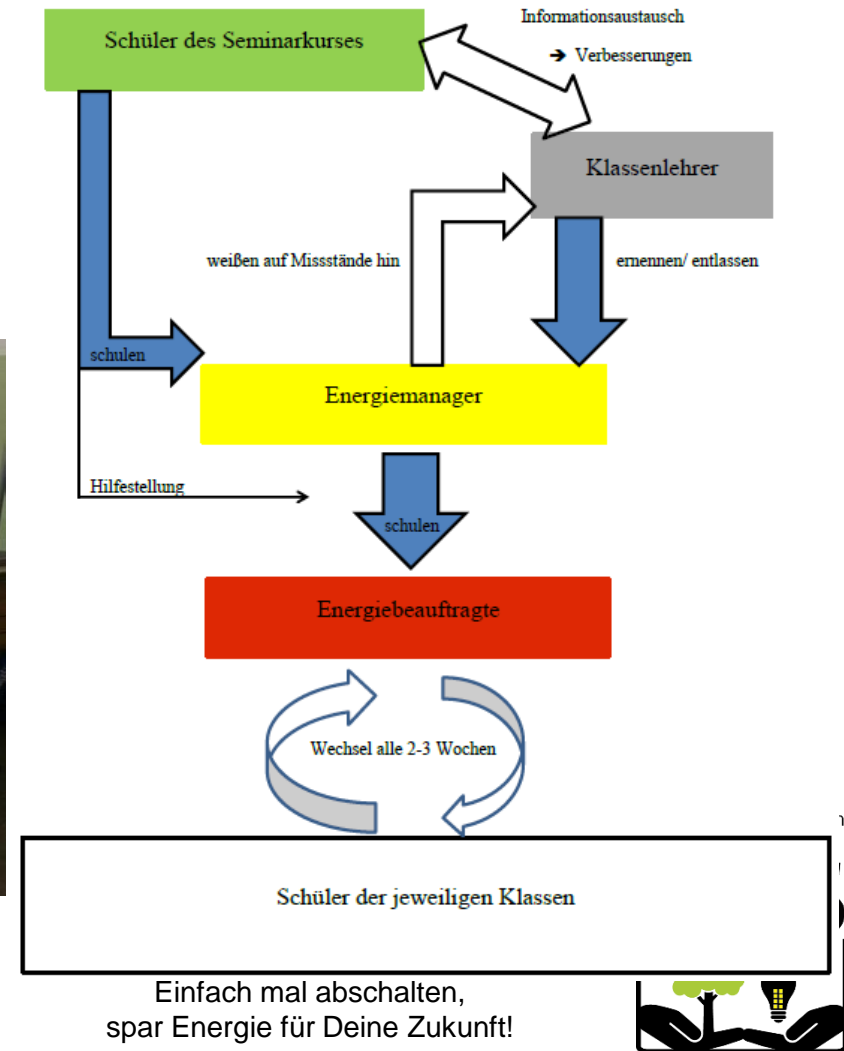 Schüler des Seminarkurses
Informationsaustausch
➔ Verbesserungen
Klassenlehrer
weißen auf Missstände hin
ernennen/ entlassen
schulen
Energiemanager
Hilfestellung
schulen
Energiebeauftragte
Wechsel alle 2-3 Wochen
Schüler der jeweiligen Klassen
Einfach mal abschalten,
spar Energie für Deine Zukunft!